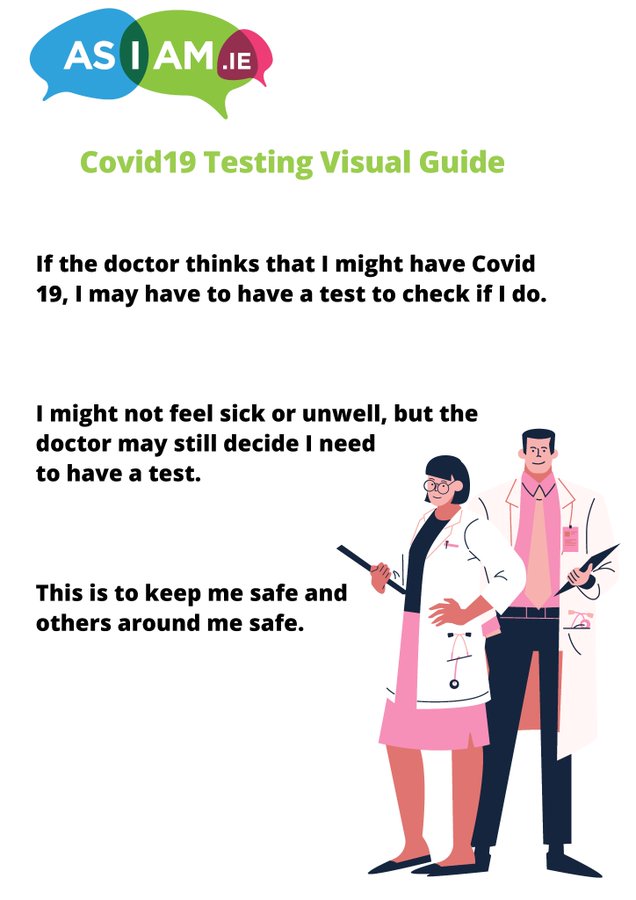 AS I AM .IE
Covid19 Testing Visual Guide
If the doctor thinks that I might have Covid
19, I may have to have a test to check if I do.
I might not feel sick or unwell, but the
doctor may still decide I need
to have a test.
This is to keep me safe and
others around me safe.